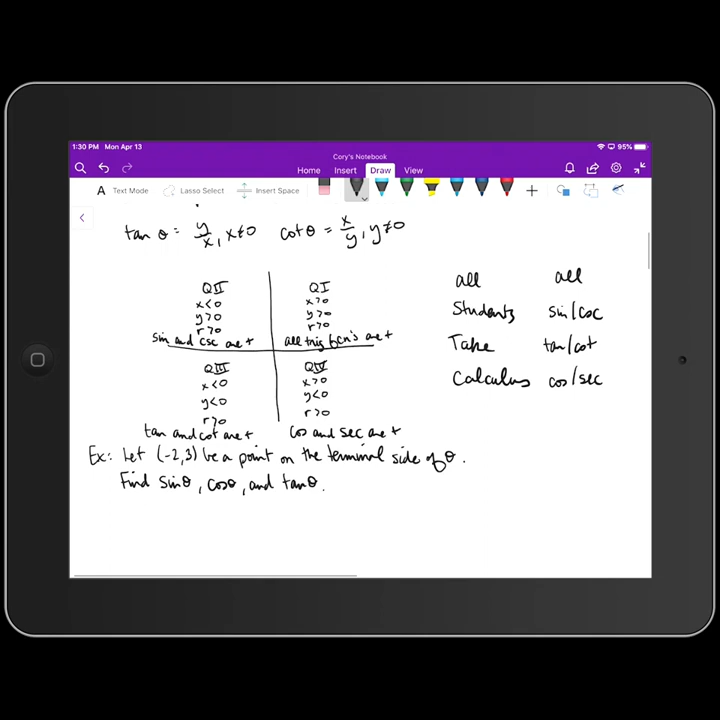 1:30 PM Mon Apr 13
95%
Cory's Notebook
Home Insert Draw View
A Text Mode Lasso Select Insert Space
tan θ = y/x, x≠0 cot θ = x/y, y≠0
QII QI
x<0 x>0
y>0 y>0
r>0 r>0
sin and csc are + all trig fcn's are +
QIII QIV
x<0 x>0
y<0 y<0
r>0 r>0
tan and cot are + cos and sec are +
all all
Students sin/csc
Take tan/cot
Calculus cos/sec
Ex: Let (-2,3) be a point on the terminal side of θ.
Find sinθ, cosθ, and tanθ.